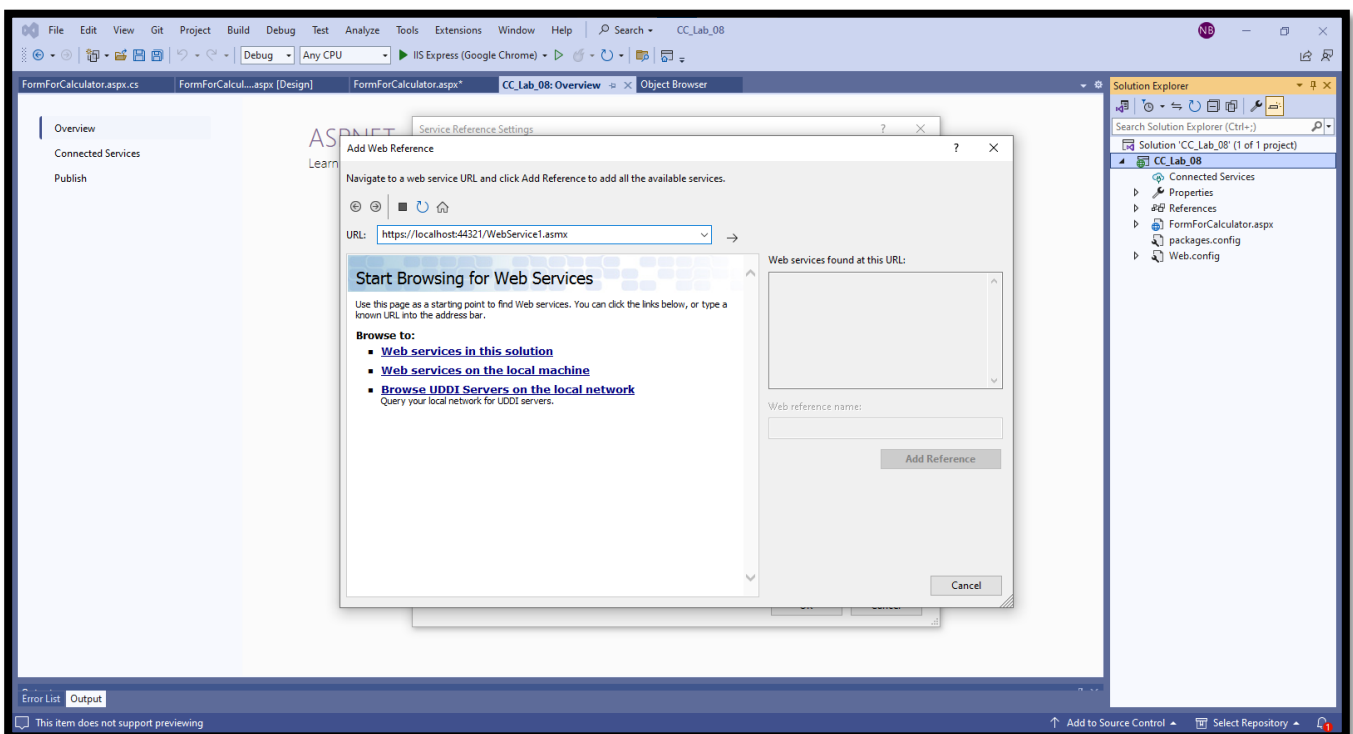 File Edit View Git Project Build Debug Test Analyze Tools Extensions Window Help Search CC_Lab_08 NB
Debug Any CPU IIS Express (Google Chrome)
FormForCalculator.aspx.cs FormForCalcul....aspx [Design] FormForCalculator.aspx* CC_Lab_08: Overview Object Browser
Overview
Connected Services
Publish
ASP.NET
Learn
Service Reference Settings ?
Add Web Reference ?
Navigate to a web service URL and click Add Reference to add all the available services.
URL: https://localhost:44321/WebService1.asmx
Start Browsing for Web Services
Use this page as a starting point to find Web services. You can click the links below, or type a
known URL into the address bar.
Browse to:
Web services in this solution
Web services on the local machine
Browse UDDI Servers on the local network
Query your local network for UDDI servers.
Web services found at this URL:
Web reference name:
Add Reference
Cancel
Solution Explorer
Search Solution Explorer (Ctrl+;)
Solution 'CC_Lab_08' (1 of 1 project)
CC_Lab_08
Connected Services
Properties
References
FormForCalculator.aspx
packages.config
Web.config
Error List Output
This item does not support previewing Add to Source Control Select Repository 1